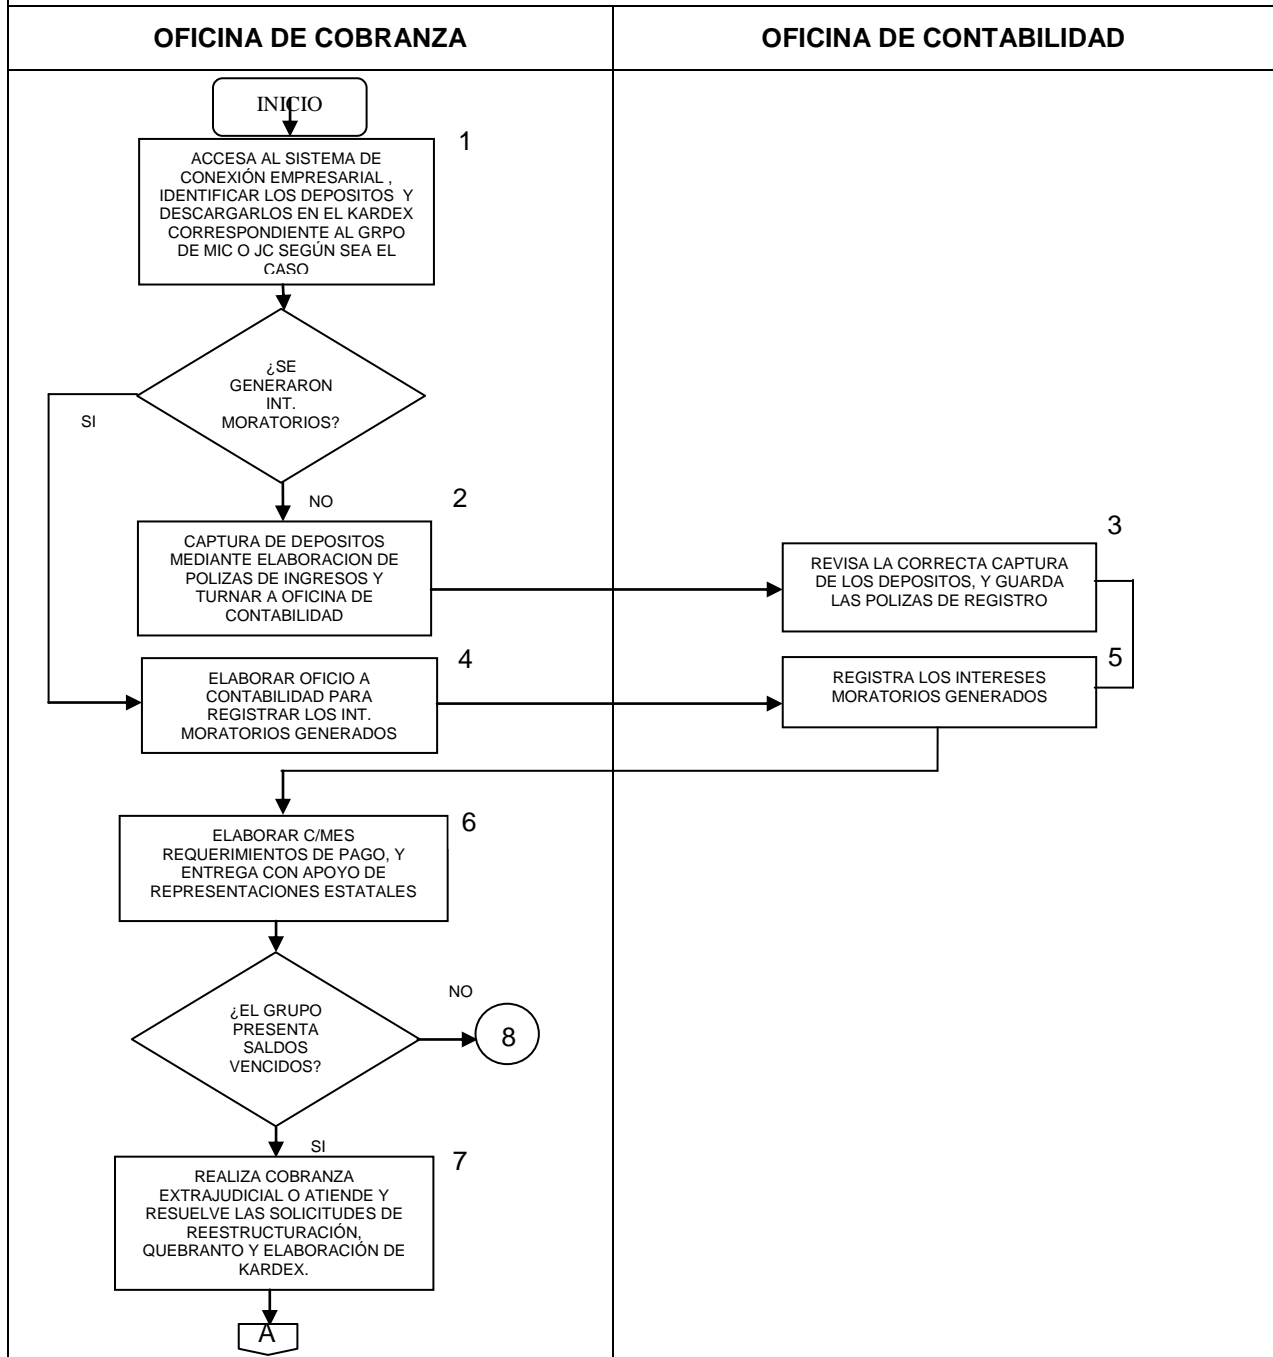 OFICINA DE COBRANZA
OFICINA DE CONTABILIDAD
INICIO
1
ACCESA AL SISTEMA DE
CONEXIÓN EMPRESARIAL ,
IDENTIFICAR LOS DEPOSITOS Y
DESCARGARLOS EN EL KARDEX
CORRESPONDIENTE AL GRPO
DE MIC O JC SEGÚN SEA EL
CASO
¿SE
GENERARON
INT.
MORATORIOS?
SI
NO
2
CAPTURA DE DEPOSITOS
MEDIANTE ELABORACION DE
POLIZAS DE INGRESOS Y
TURNAR A OFICINA DE
CONTABILIDAD
3
REVISA LA CORRECTA CAPTURA
DE LOS DEPOSITOS, Y GUARDA
LAS POLIZAS DE REGISTRO
4
ELABORAR OFICIO A
CONTABILIDAD PARA
REGISTRAR LOS INT.
MORATORIOS GENERADOS
5
REGISTRA LOS INTERESES
MORATORIOS GENERADOS
6
ELABORAR C/MES
REQUERIMIENTOS DE PAGO, Y
ENTREGA CON APOYO DE
REPRESENTACIONES ESTATALES
¿EL GRUPO
PRESENTA
SALDOS
VENCIDOS?
NO
8
SI
7
REALIZA COBRANZA
EXTRAJUDICIAL O ATIENDE Y
RESUELVE LAS SOLICITUDES DE
REESTRUCTURACIÓN,
QUEBRANTO Y ELABORACIÓN DE
KARDEX.
A